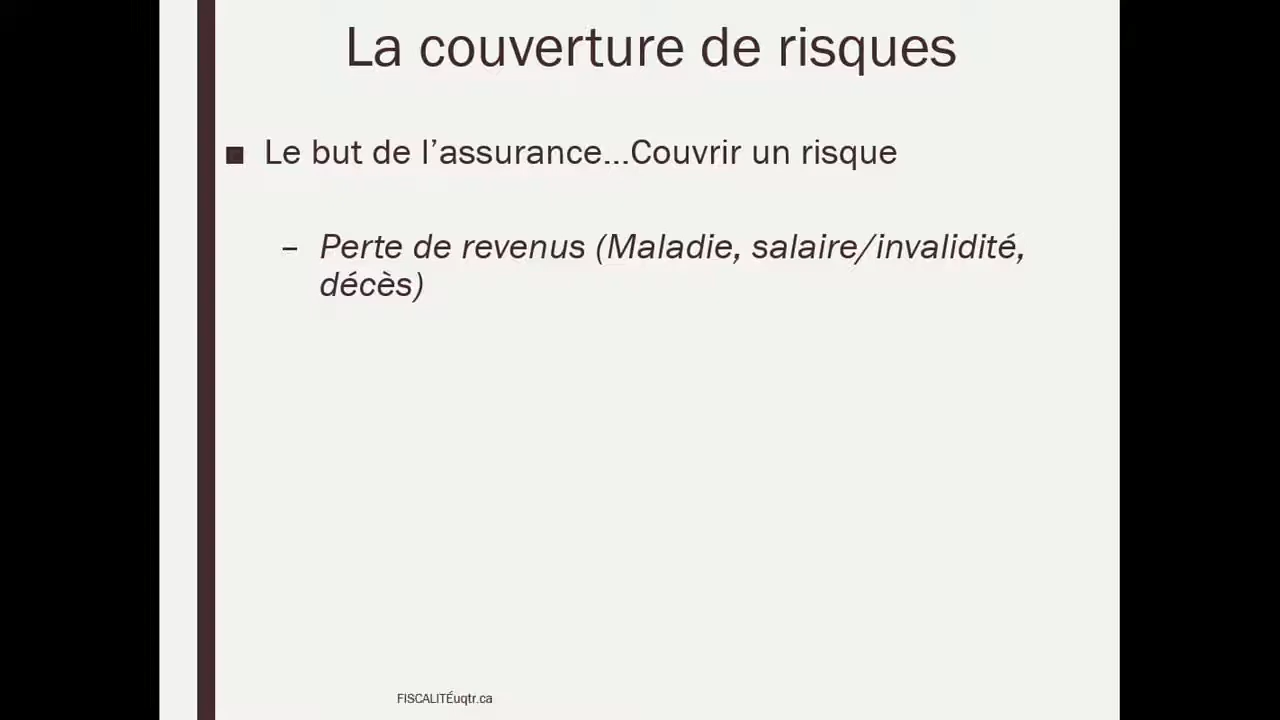 La couverture de risques
■ Le but de l’assurance…Couvrir un risque
– Perte de revenus (Maladie, salaire/invalidité,
décès)
FISCALITÉuqtr.ca